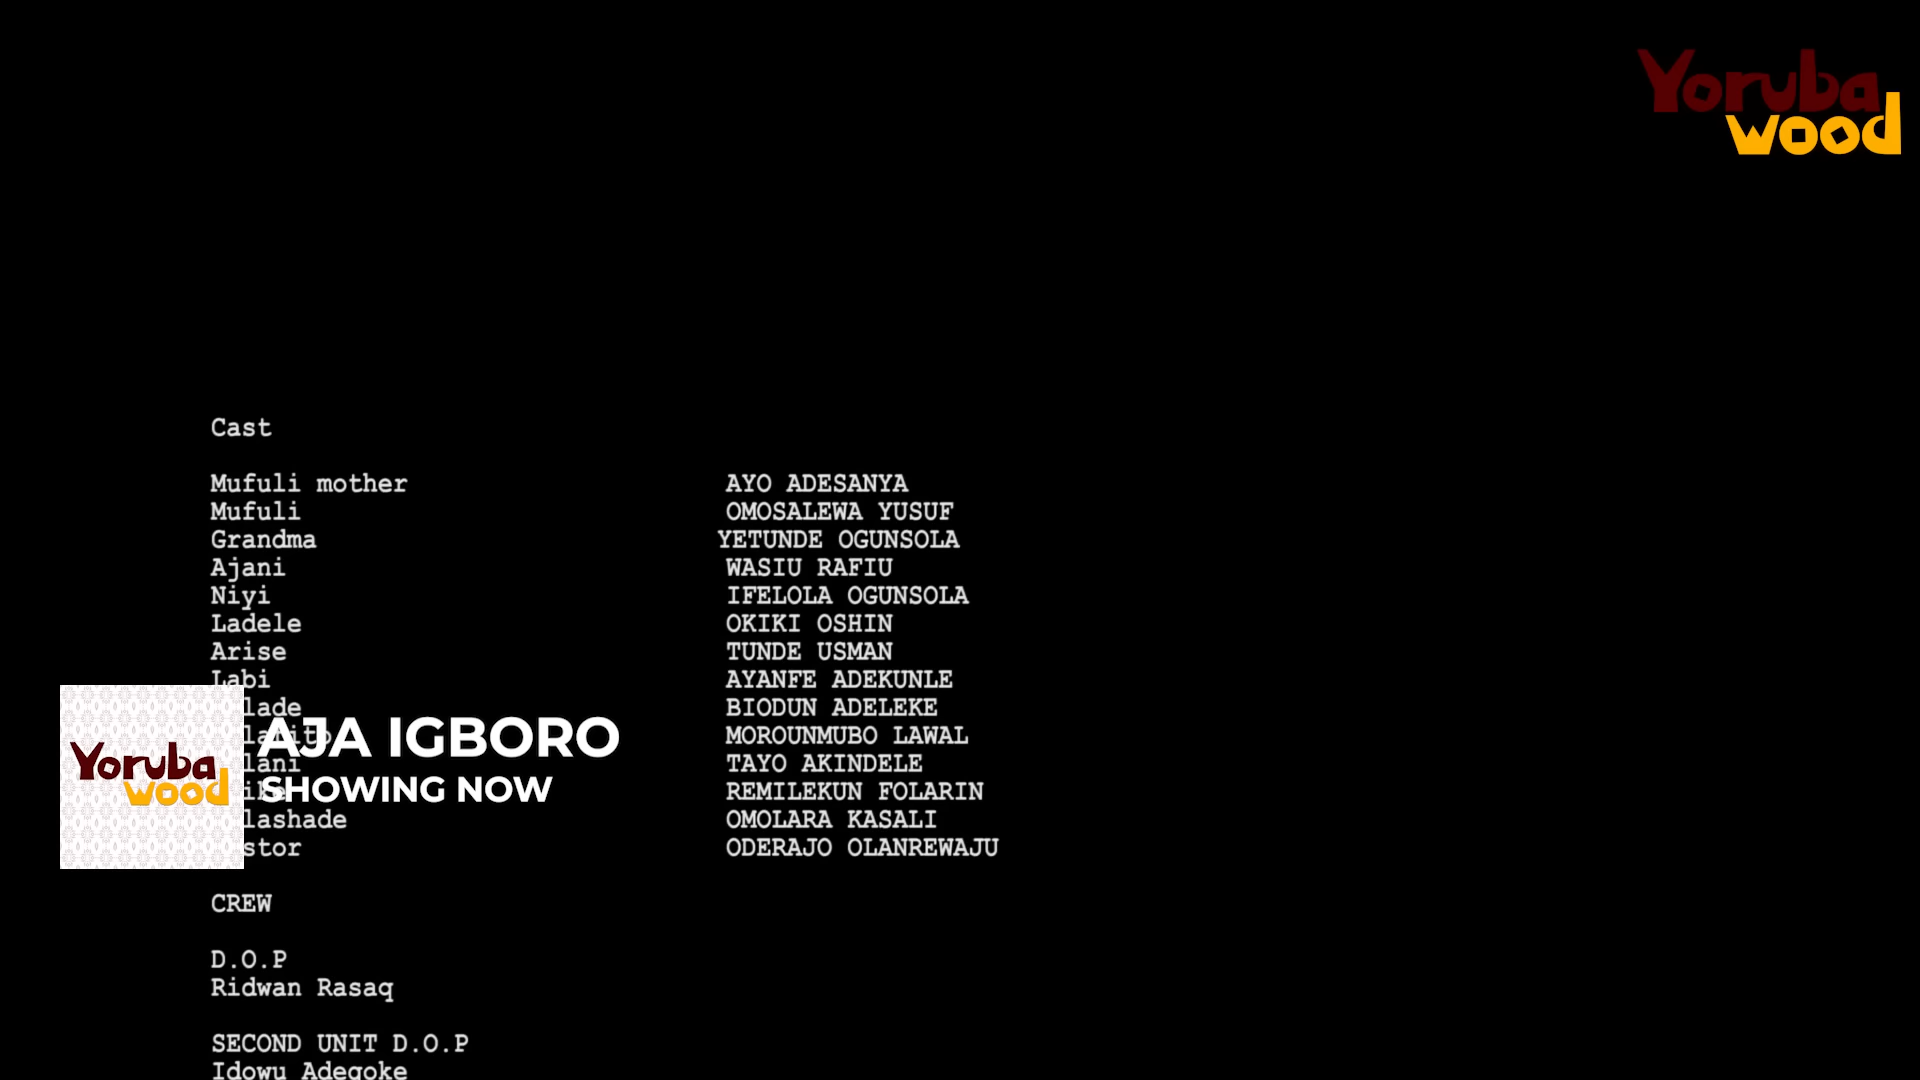 Yoruba
wood
Cast
Mufuli mother AYO ADESANYA
Mufuli OMOSALEWA YUSUF
Grandma YETUNDE OGUNSOLA
Ajani WASIU RAFIU
Niyi IFELOLA OGUNSOLA
Ladele OKIKI OSHIN
Arise TUNDE USMAN
Labi AYANFE ADEKUNLE
BIODUN ADELEKE
MOROUNMUBO LAWAL
TAYO AKINDELE
REMILEKUN FOLARIN
OMOLARA KASALI
ODERAJO OLANREWAJU
Yoruba
wood
AJA IGBORO
SHOWING NOW
CREW
D.O.P
Ridwan Rasaq
SECOND UNIT D.O.P
Idowu Adegoke